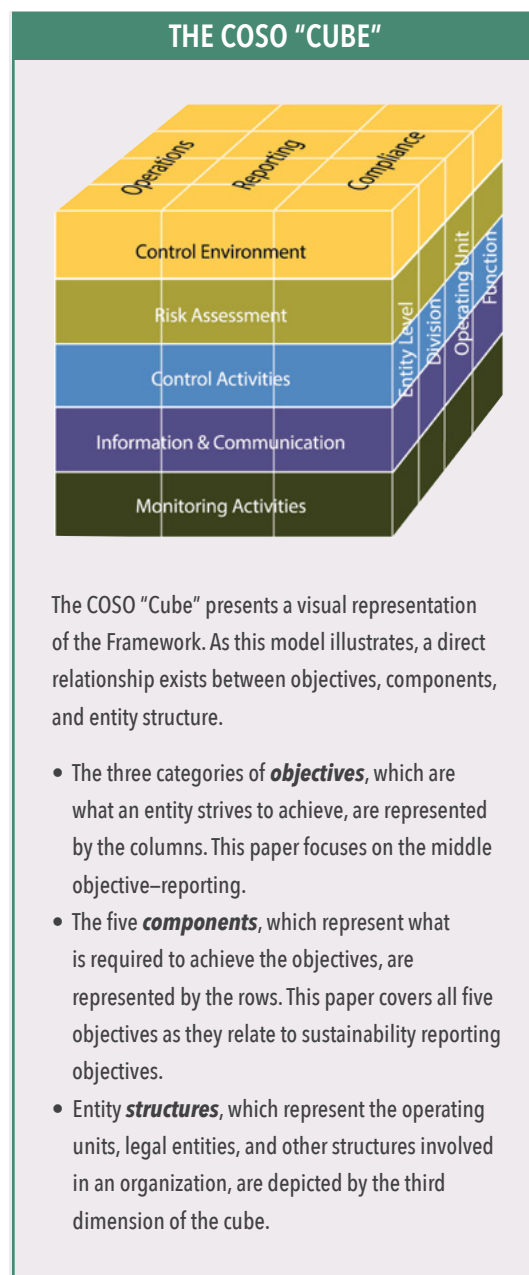 THE COSO “CUBE”
Operations
Reporting
Compliance
Control Environment
Risk Assessment
Control Activities
Information & Communication
Monitoring Activities
Entity Level
Division
Operating Unit
Function
The COSO “Cube” presents a visual representation
of the Framework. As this model illustrates, a direct
relationship exists between objectives, components,
and entity structure.
• The three categories of objectives, which are
what an entity strives to achieve, are represented
by the columns. This paper focuses on the middle
objective–reporting.
• The five components, which represent what
is required to achieve the objectives, are
represented by the rows. This paper covers all five
objectives as they relate to sustainability reporting
objectives.
• Entity structures, which represent the operating
units, legal entities, and other structures involved
in an organization, are depicted by the third
dimension of the cube.